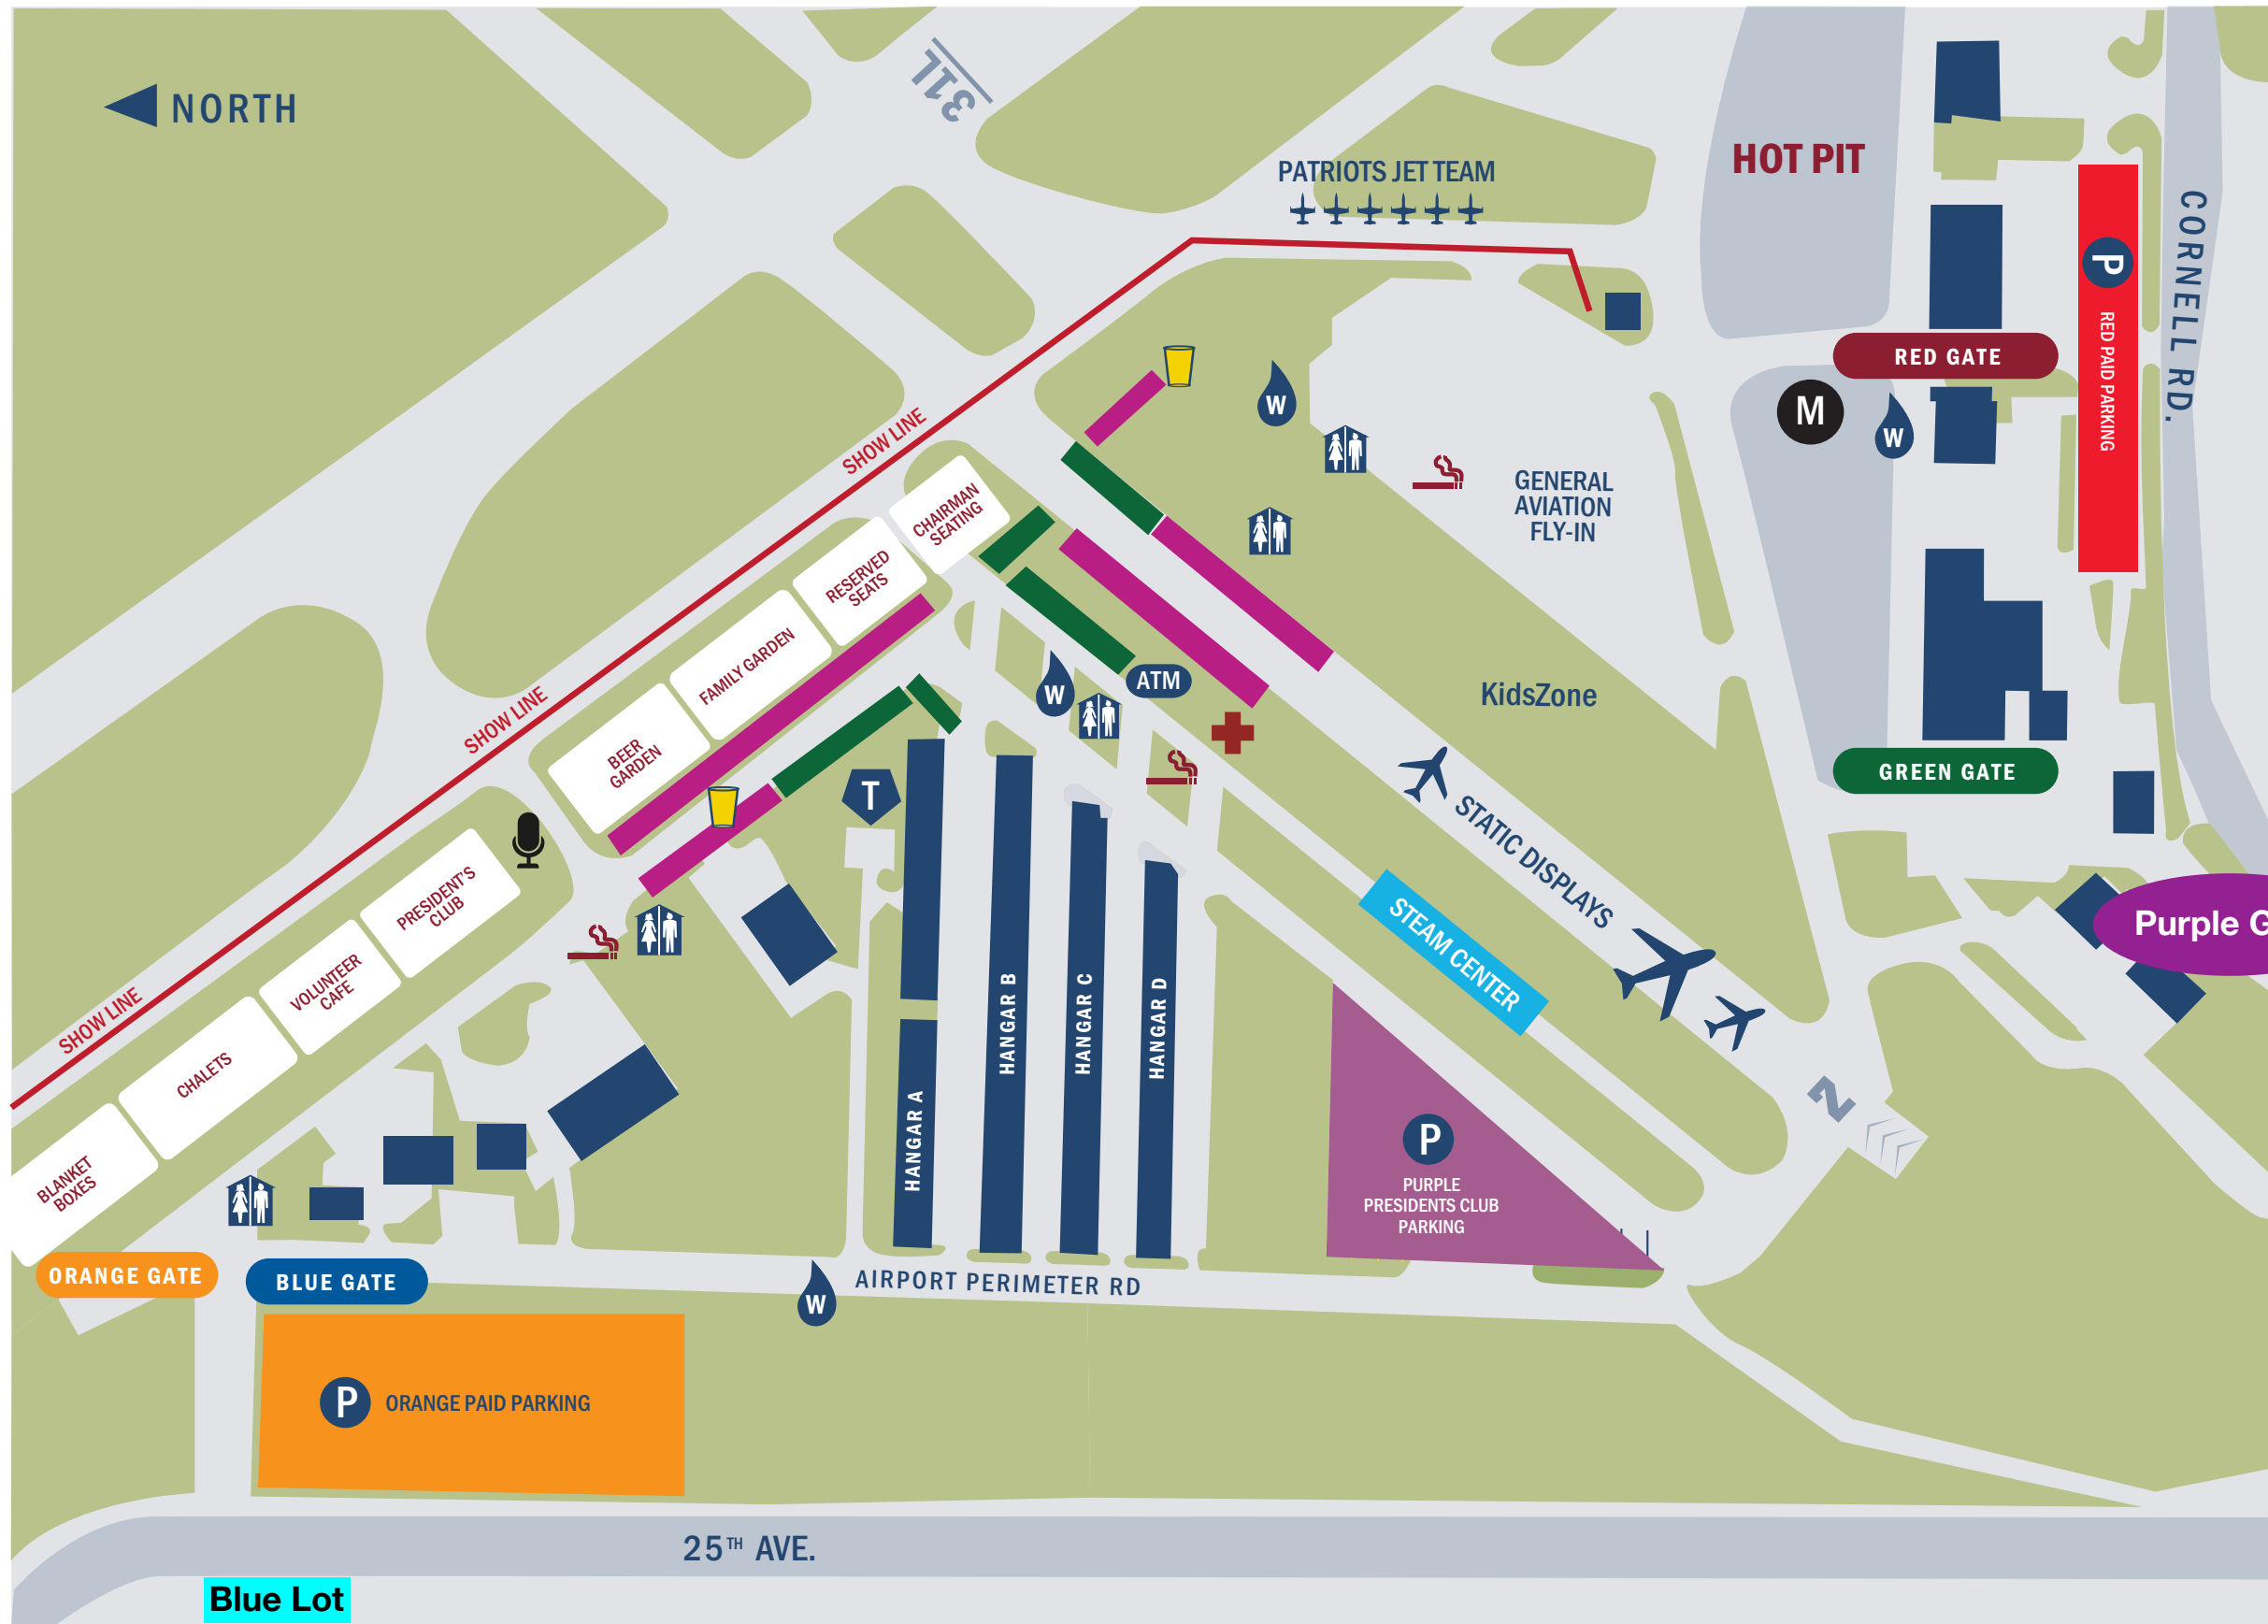 NORTH
31L
PATRIOTS JET TEAM
HOT PIT
CORNELL RD.
P
RED PAID PARKING
RED GATE
M
W
W
SHOW LINE
GENERAL
AVIATION
FLY-IN
CHAIRMAN
SEATING
RESERVED
SEATS
FAMILY GARDEN
BEER
GARDEN
SHOW LINE
W
ATM
KidsZone
T
GREEN GATE
STATIC DISPLAYS
STEAM CENTER
PRESIDENT'S
CLUB
VOLUNTEER
CAFE
CHALETS
SHOW LINE
BLANKET
BOXES
HANGAR A
HANGAR B
HANGAR C
HANGAR D
Purple G
2
P
PURPLE
PRESIDENTS CLUB
PARKING
ORANGE GATE
BLUE GATE
W
AIRPORT PERIMETER RD
P
ORANGE PAID PARKING
25TH AVE.
Blue Lot